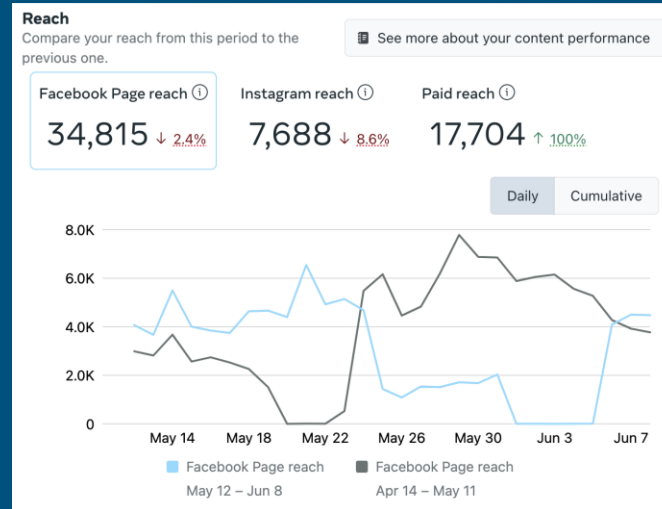 Reach
Compare your reach from this period to the
previous one.
See more about your content performance
Facebook Page reach
34,815 ↓ 2.4%
Instagram reach
7,688 ↓ 8.6%
Paid reach
17,704 ↑ 100%
Daily
Cumulative
8.0K
6.0K
4.0K
2.0K
0
May 14
May 18
May 22
May 26
May 30
Jun 3
Jun 7
Facebook Page reach
May 12 – Jun 8
Facebook Page reach
Apr 14 – May 11